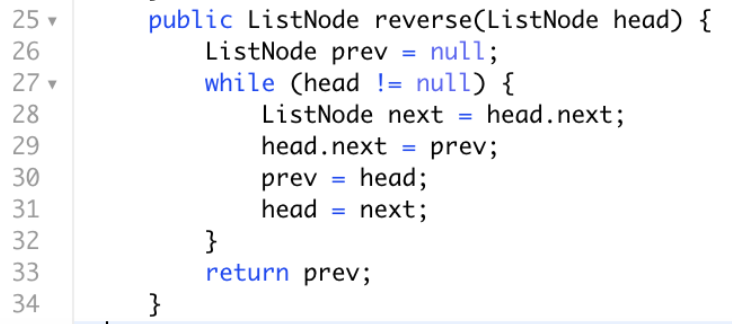 25 ▾ public ListNode reverse(ListNode head) {
26 ListNode prev = null;
27 ▾ while (head != null) {
28 ListNode next = head.next;
29 head.next = prev;
30 prev = head;
31 head = next;
32 }
33 return prev;
34 }